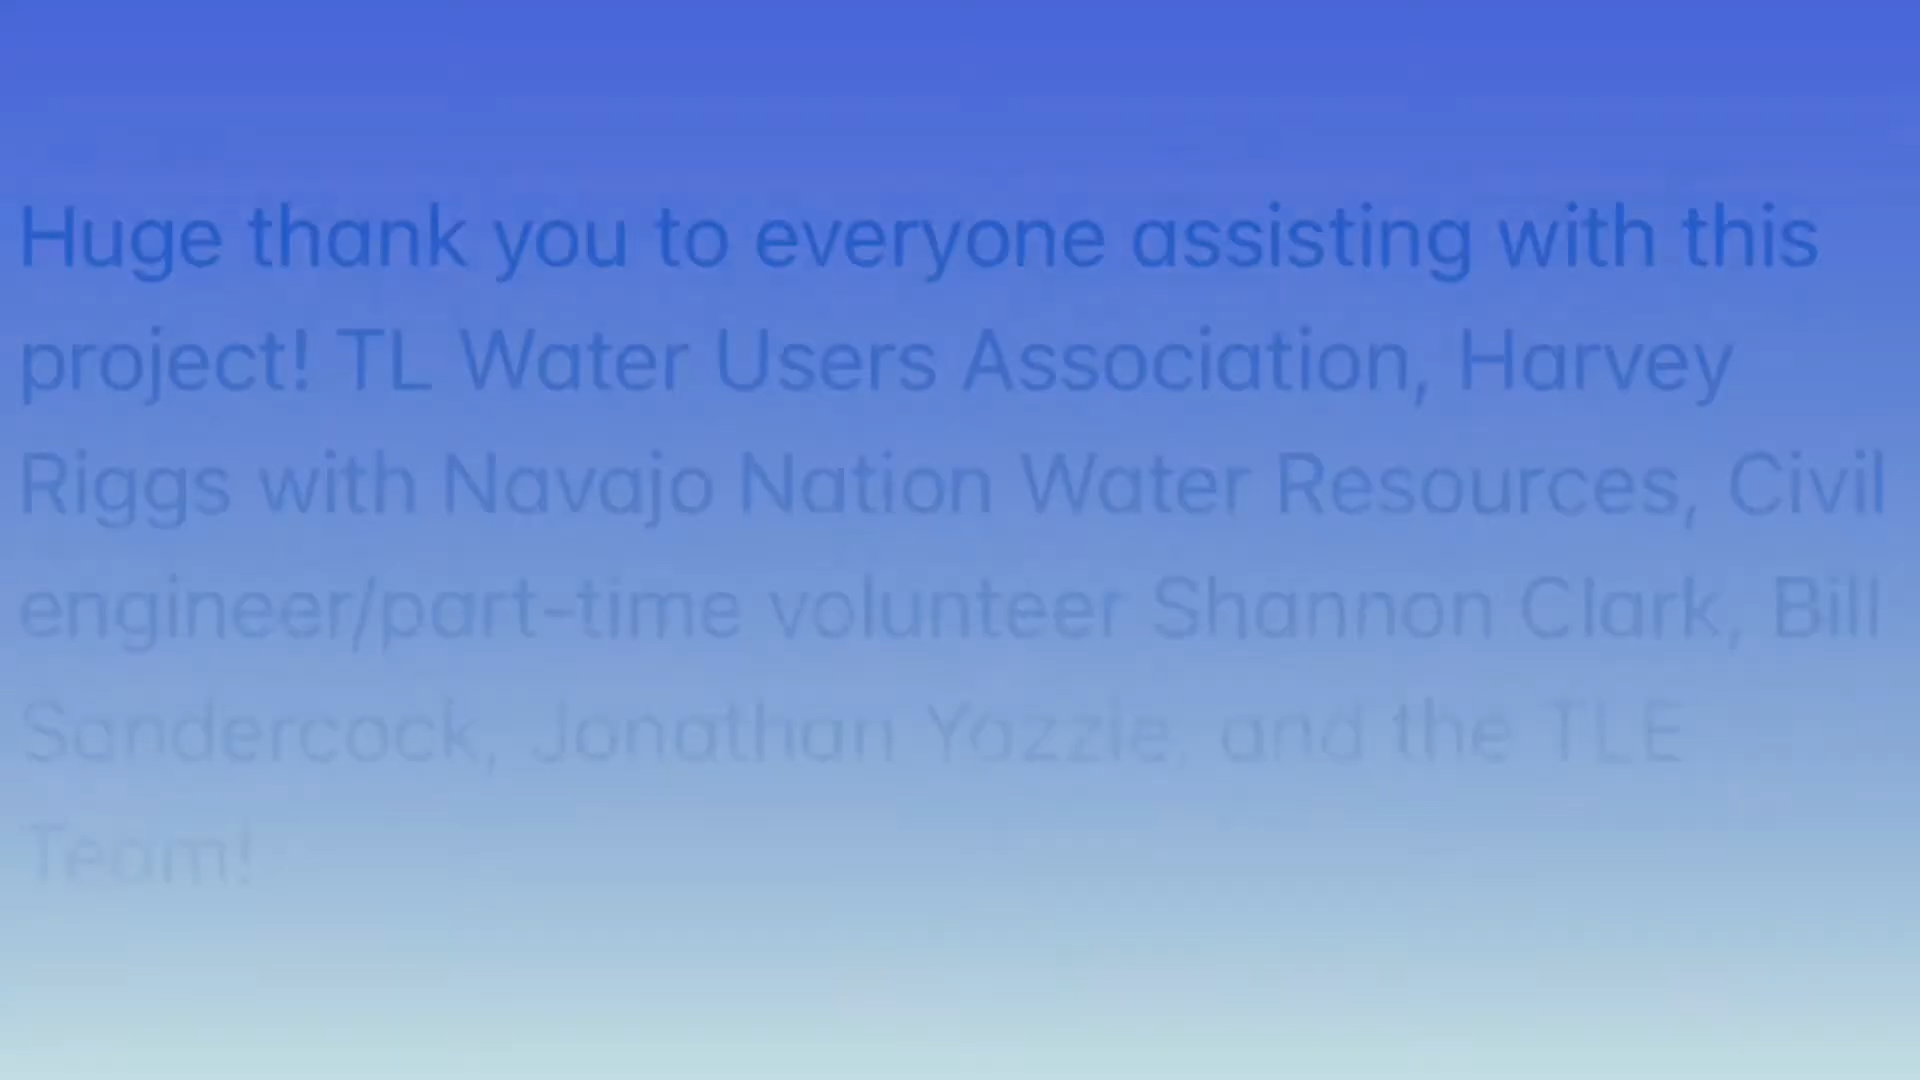 Huge thank you to everyone assisting with this
project! TL Water Users Association, Harvey
Riggs with Navajo Nation Water Resources, Civil
engineer/part-time volunteer Shannon Clark, Bill
Sandercock, Jonathan Yazzie, and the TLE
Team!